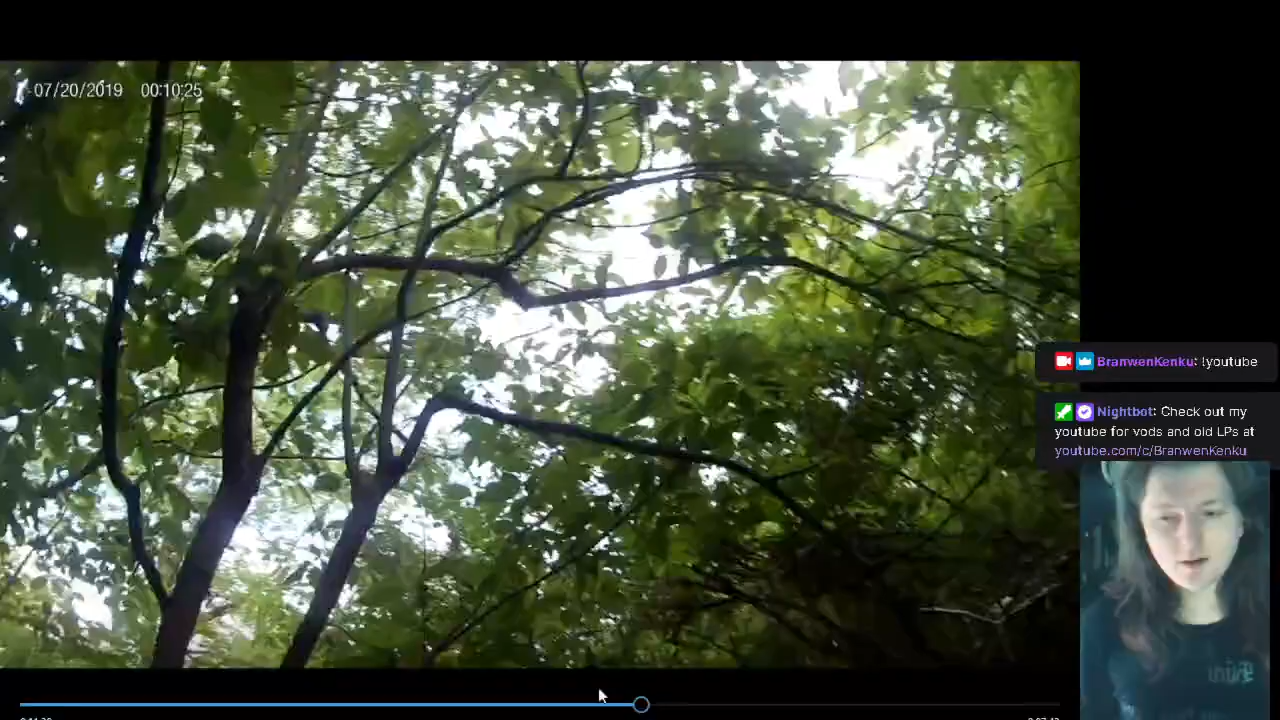 07/20/2019 00:10:25
BranwenKenku: !youtube
Nightbot: Check out my
youtube for vods and old LPs at
youtube.com/c/BranwenKenku